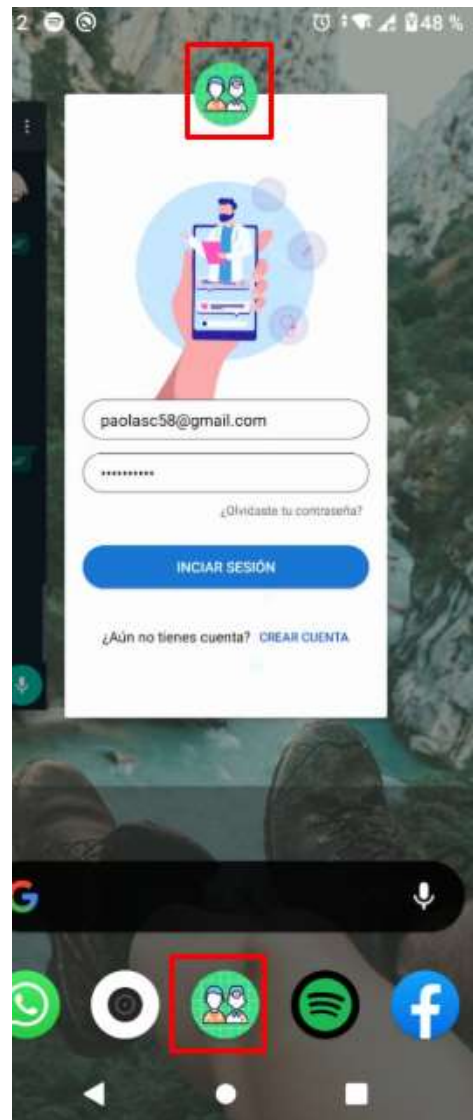 2
48 %
paolasc58@gmail.com
••••••••••
¿Olvidaste tu contraseña?
INCIAR SESIÓN
¿Aún no tienes cuenta? CREAR CUENTA